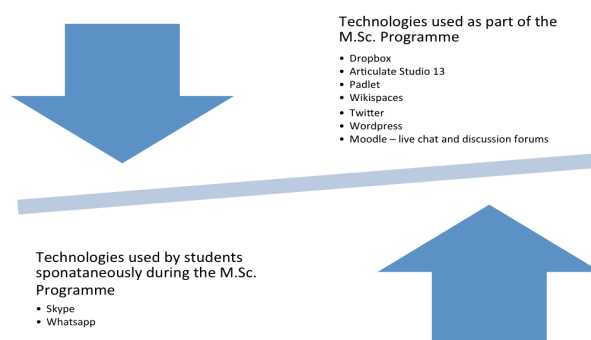 Technologies used as part of the
M.Sc. Programme
• Dropbox
• Articulate Studio 13
• Padlet
• Wikispaces
• Twitter
• Wordpress
• Moodle – live chat and discussion forums
Technologies used by students
sponataneously during the M.Sc.
Programme
• Skype
• Whatsapp